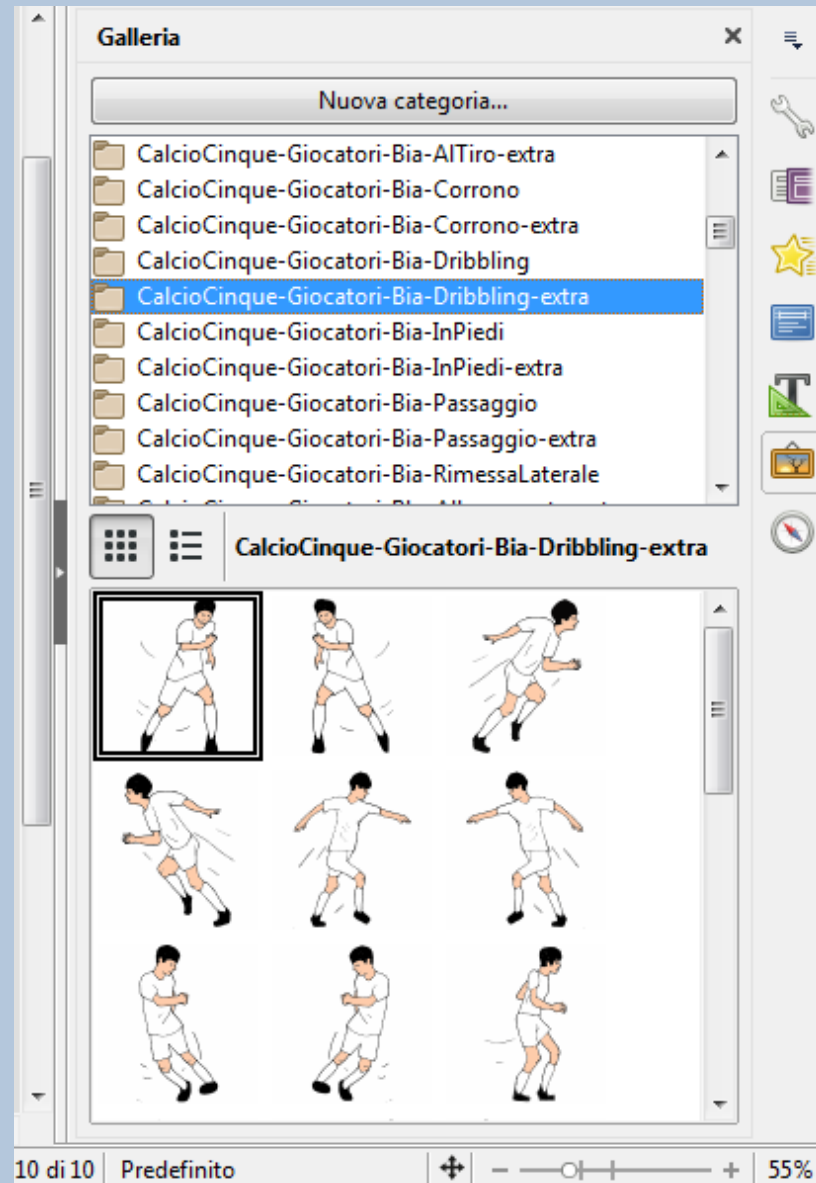 Galleria
Nuova categoria...
CalcioCinque-Giocatori-Bia-AlTiro-extra
CalcioCinque-Giocatori-Bia-Corrono
CalcioCinque-Giocatori-Bia-Corrono-extra
CalcioCinque-Giocatori-Bia-Dribbling
CalcioCinque-Giocatori-Bia-Dribbling-extra
CalcioCinque-Giocatori-Bia-InPiedi
CalcioCinque-Giocatori-Bia-InPiedi-extra
CalcioCinque-Giocatori-Bia-Passaggio
CalcioCinque-Giocatori-Bia-Passaggio-extra
CalcioCinque-Giocatori-Bia-RimessaLaterale
CalcioCinque-Giocatori-Bia-Dribbling-extra
10 di 10 Predefinito 55%